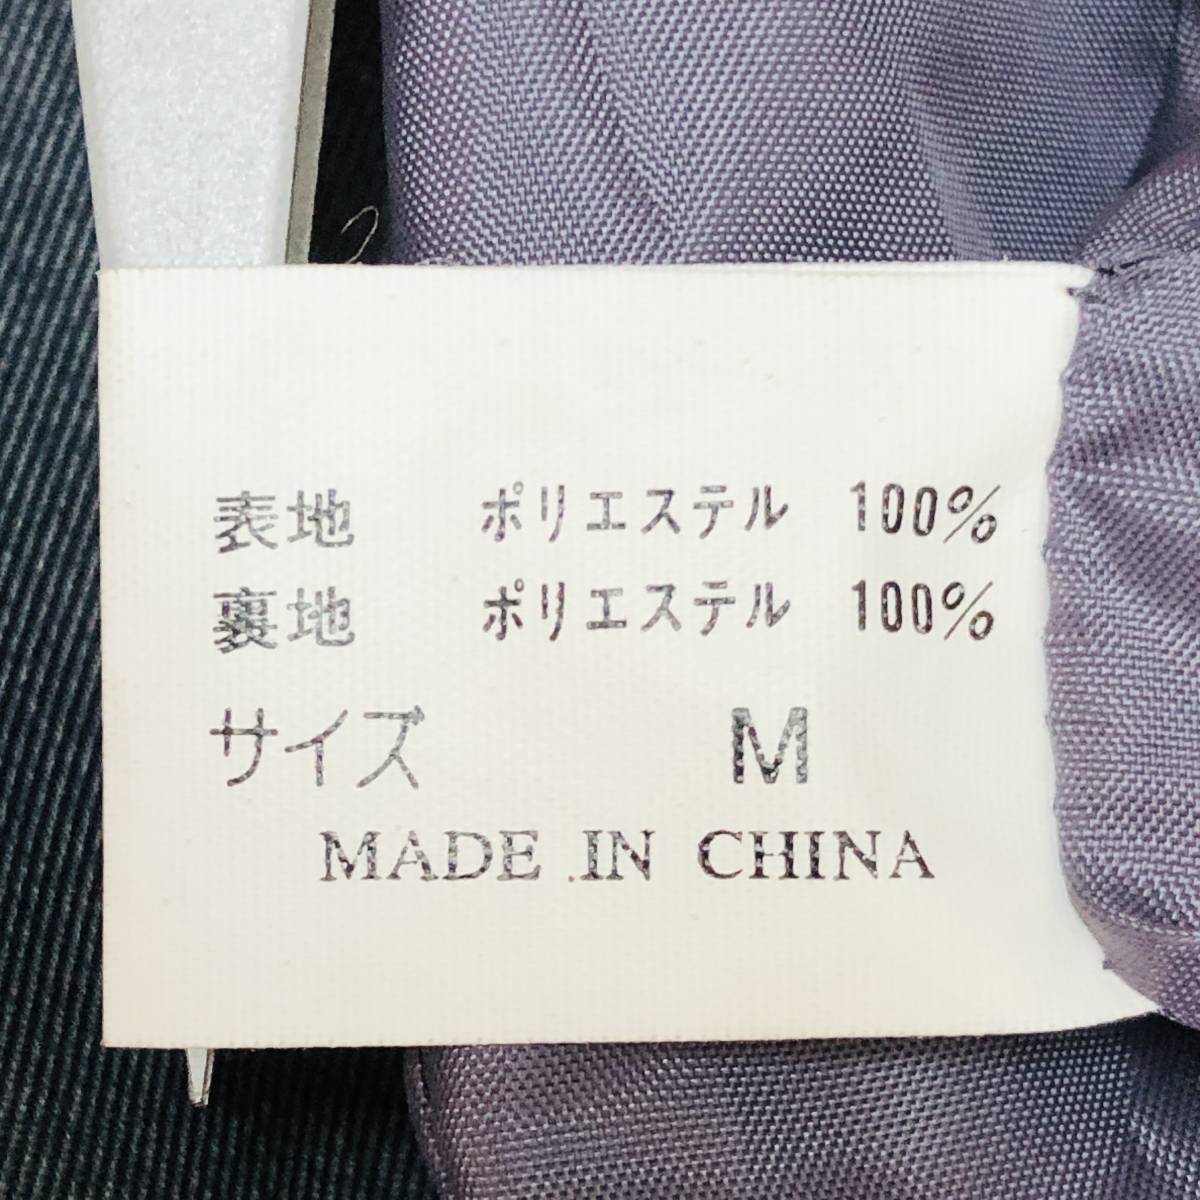 表地 ポリエステル 100%
裏地 ポリエステル 100%
サイズ M
MADE IN CHINA